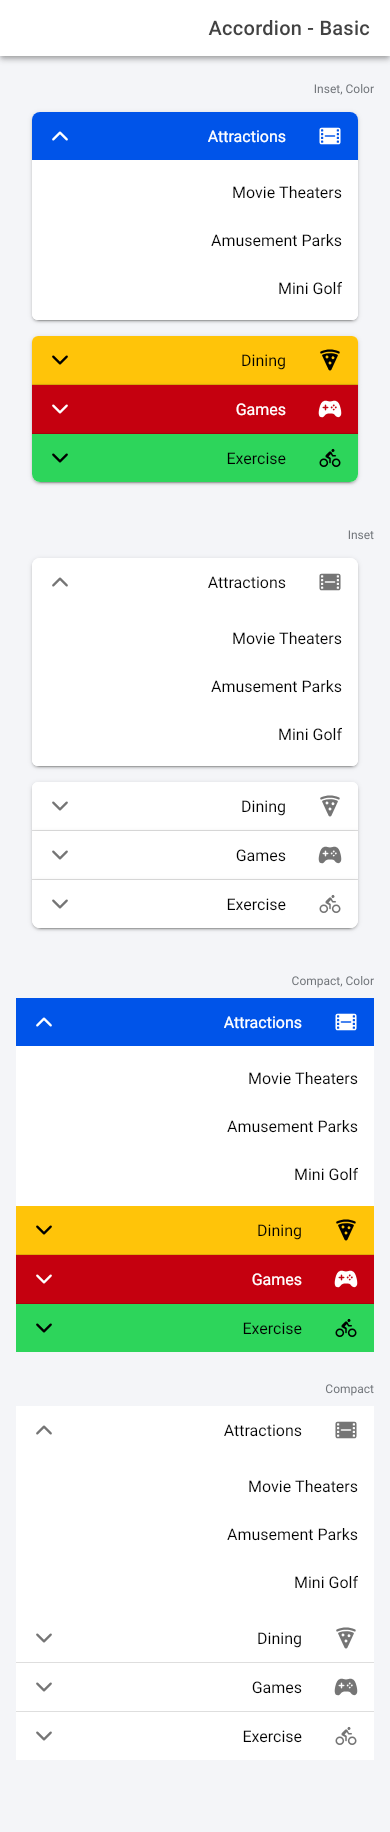 Accordion - Basic
Inset, Color
Attractions
Movie Theaters
Amusement Parks
Mini Golf
Dining
Games
Exercise
Inset
Attractions
Movie Theaters
Amusement Parks
Mini Golf
Dining
Games
Exercise
Compact, Color
Attractions
Movie Theaters
Amusement Parks
Mini Golf
Dining
Games
Exercise
Compact
Attractions
Movie Theaters
Amusement Parks
Mini Golf
Dining
Games
Exercise